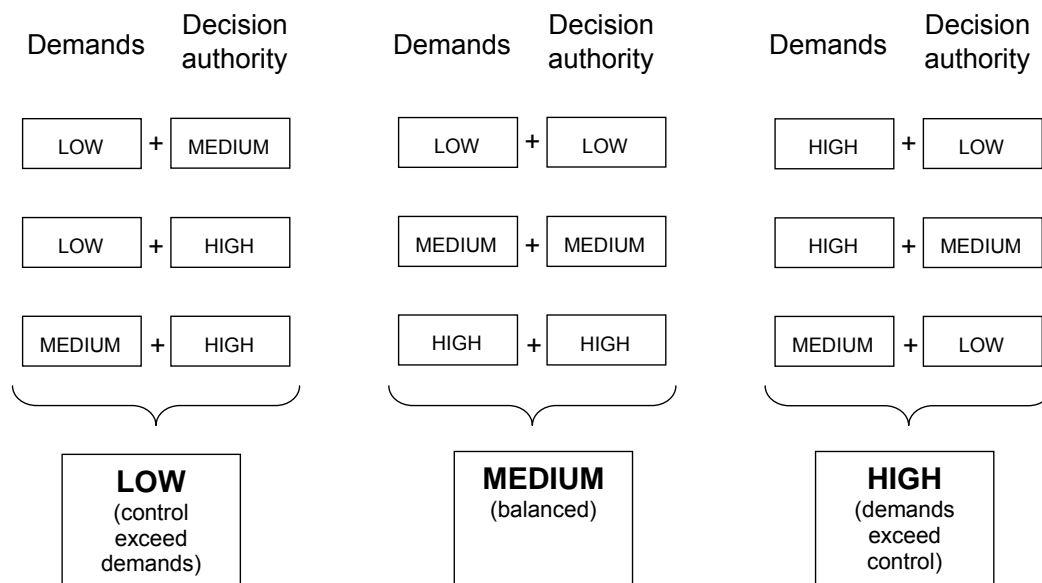 Demands Decision authority Demands Decision authority Demands Decision authority
LOW + MEDIUM LOW + LOW HIGH + LOW
LOW + HIGH MEDIUM + MEDIUM HIGH + MEDIUM
MEDIUM + HIGH HIGH + HIGH MEDIUM + LOW
LOW
(control
exceed
demands)
MEDIUM
(balanced)
HIGH
(demands
exceed
control)